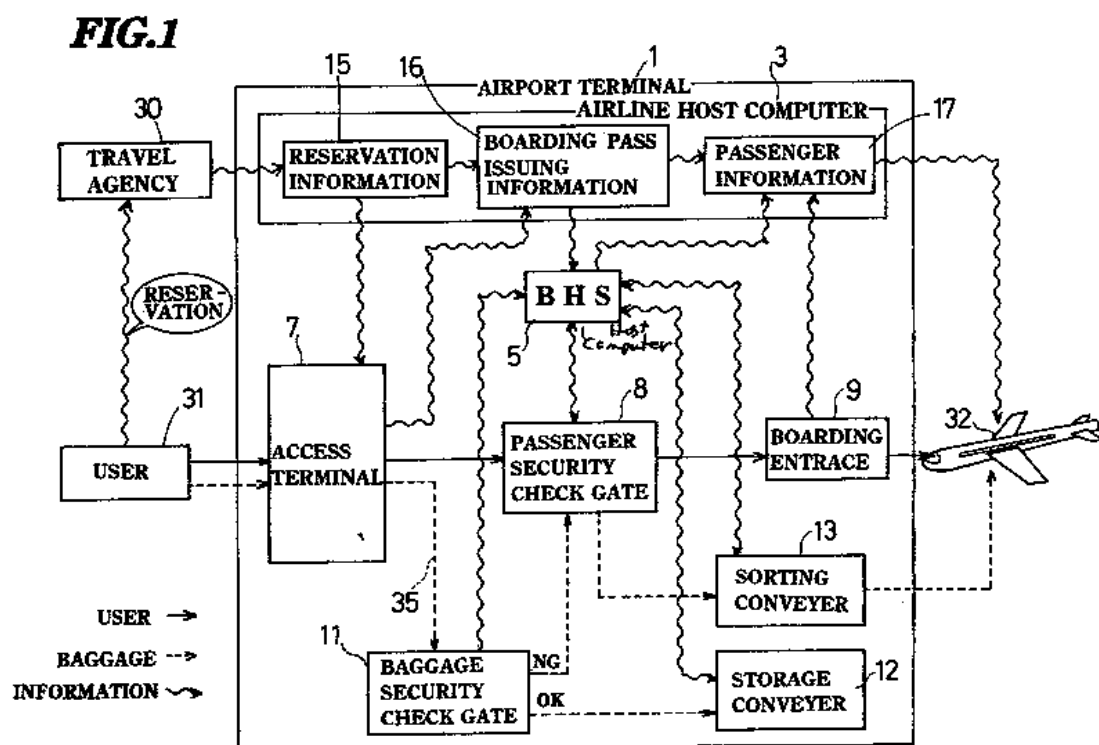 FIG.1
1
AIRPORT TERMINAL
3
AIRLINE HOST COMPUTER
15
16
17
30
TRAVEL
AGENCY
RESERVATION
INFORMATION
BOARDING PASS
ISSUING
INFORMATION
PASSENGER
INFORMATION
RESER-
VATION
BHS
5
Host
Computer
7
ACCESS
TERMINAL
31
USER
8
PASSENGER
SECURITY
CHECK GATE
9
BOARDING
ENTRACE
32
13
SORTING
CONVEYER
35
11
BAGGAGE
SECURITY
CHECK GATE
NG
OK
STORAGE
CONVEYER
12
USER
BAGGAGE
INFORMATION